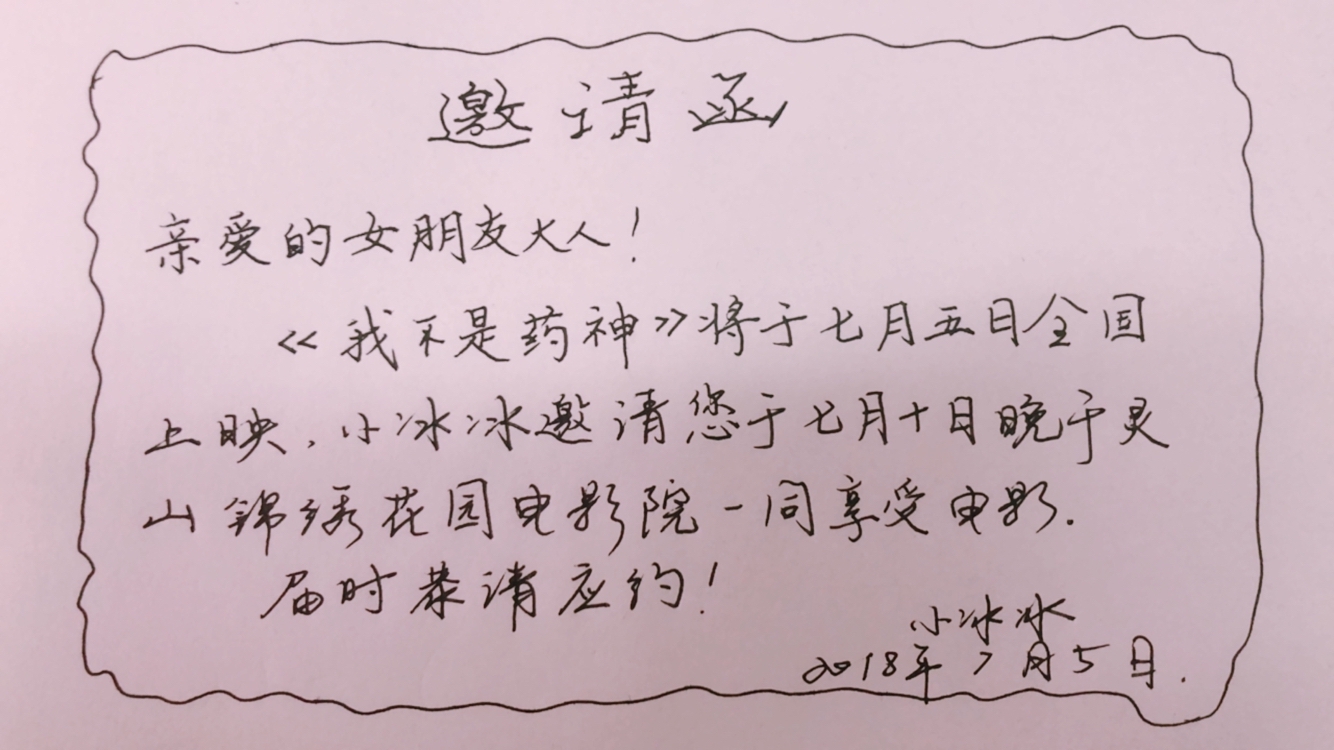 邀请函
亲爱的女朋友大人！
《我不是药神》将于七月五日全国
上映，小冰冰邀请您于七月十日晚于灵
山锦绣花园电影院一同享受电影.
届时恭请应约！
小冰冰
2018年7月5日.